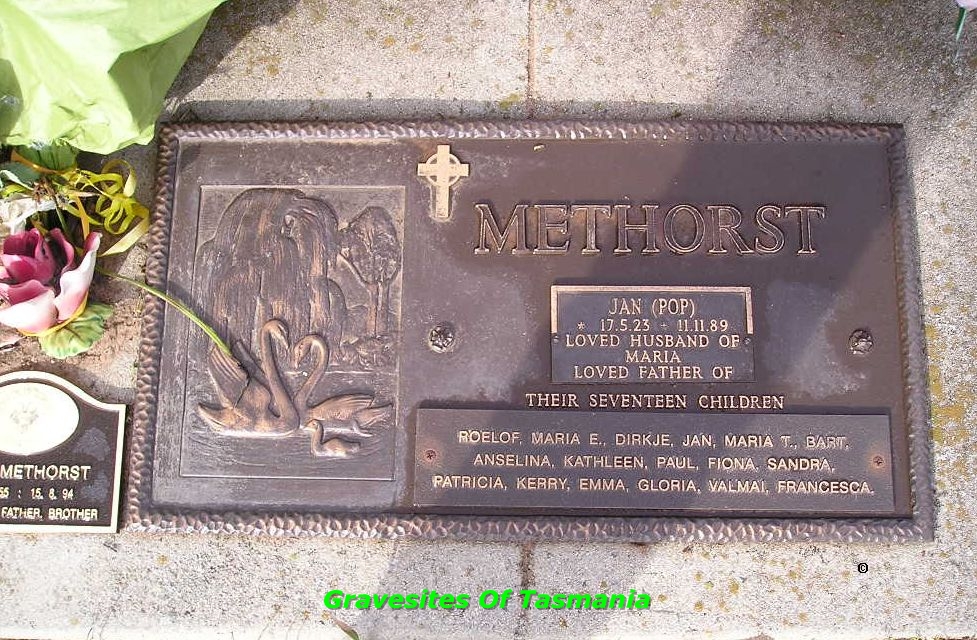 METHORST
JAN (POP)
* 17.5.23 + 11.11.89
LOVED HUSBAND OF
MARIA
LOVED FATHER OF
THEIR SEVENTEEN CHILDREN
ROELOF, MARIA E., DIRKJE, JAN, MARIA T., BART,
ANSELINA, KATHLEEN, PAUL, FIONA, SANDRA,
PATRICIA, KERRY, EMMA, GLORIA, VALMAI, FRANCESCA.
METHORST
: 15. 8. 94
FATHER, BROTHER
©
Gravesites Of Tasmania